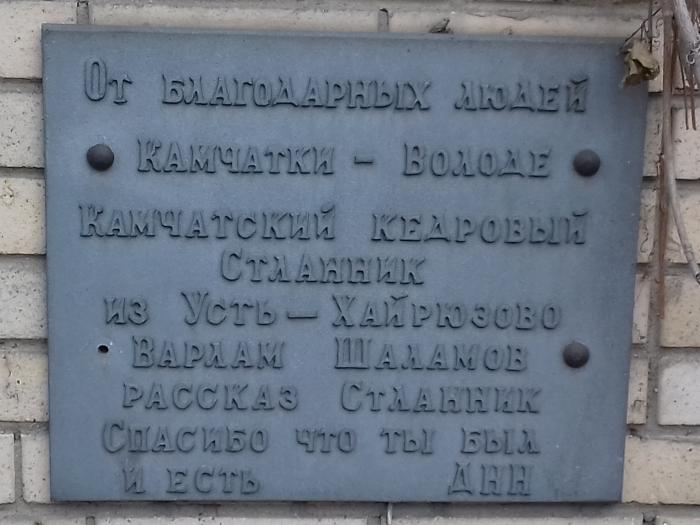 От благодарных людей
Камчатки – Володе
Камчатский кедровый
Стланник
из Усть – Хайрюзово
Варлам Шаламов
рассказ Стланник
Спасибо что ты был
и есть ДНН